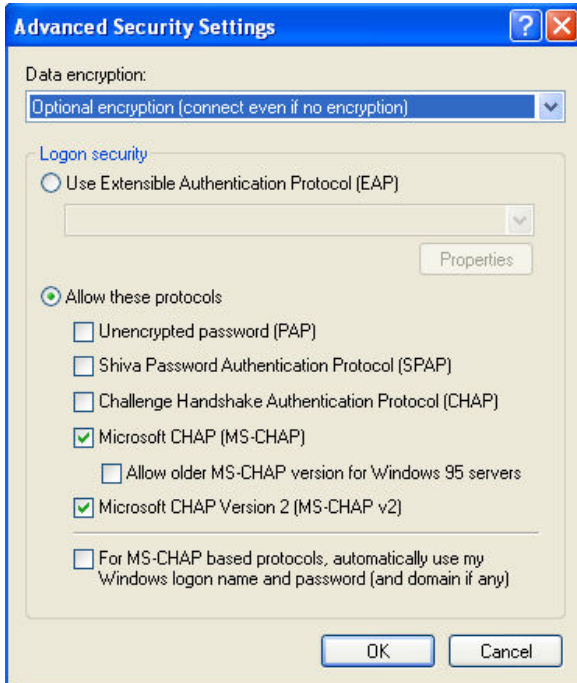 Advanced Security Settings
Data encryption:
Optional encryption (connect even if no encryption)
Logon security
Use Extensible Authentication Protocol (EAP)
Properties
Allow these protocols
Unencrypted password (PAP)
Shiva Password Authentication Protocol (SPAP)
Challenge Handshake Authentication Protocol (CHAP)
Microsoft CHAP (MS-CHAP)
Allow older MS-CHAP version for Windows 95 servers
Microsoft CHAP Version 2 (MS-CHAP v2)
For MS-CHAP based protocols, automatically use my
Windows logon name and password (and domain if any)
OK Cancel